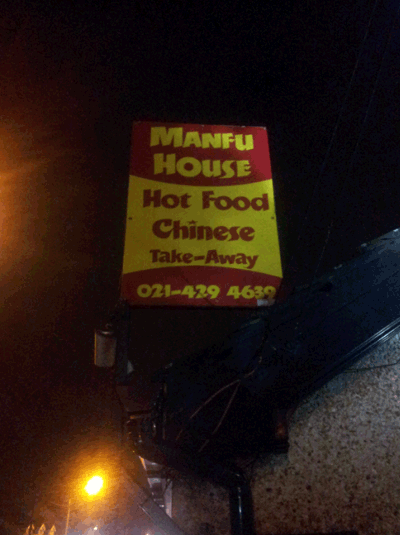 MANFU
HOUSE
Hot Food
Chinese
Take-Away
021-429 4639